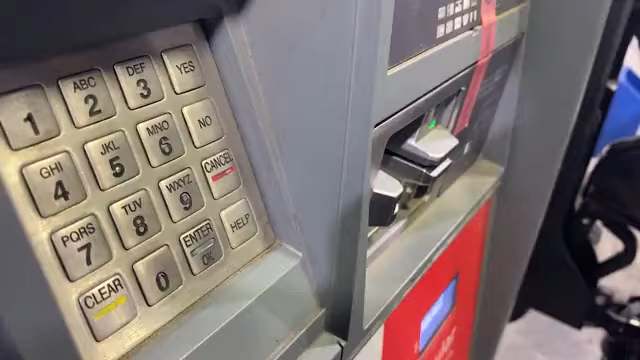 1 ABC 2 DEF 3 YES
GHI 4 JKL 5 MNO 6 NO
PQRS 7 TUV 8 WXYZ 9 CANCEL
CLEAR 0 ENTER OK HELP